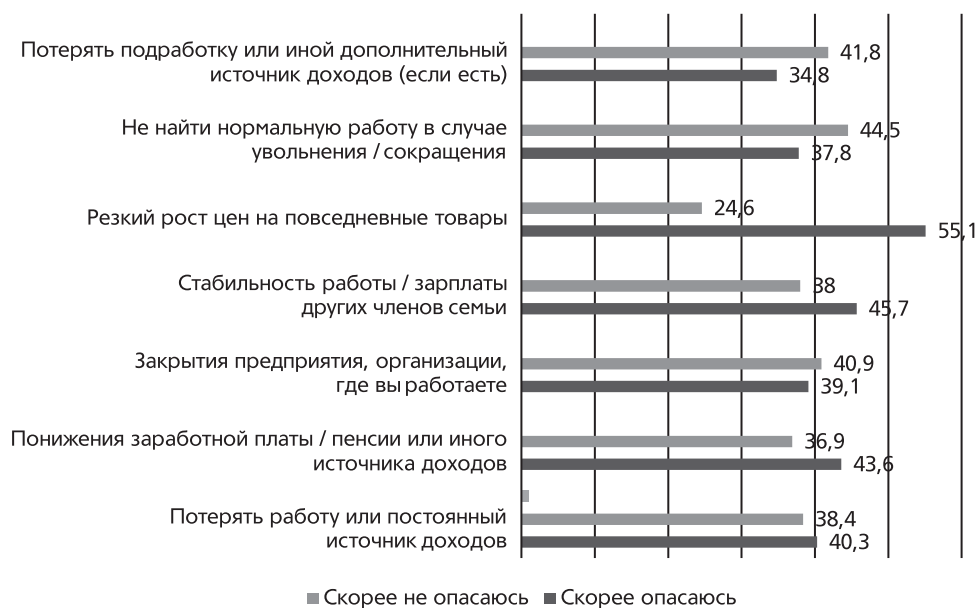 Потерять подработку или иной дополнительный
источник доходов (если есть)
41,8
34,8
Не найти нормальную работу в случае
увольнения / сокращения
44,5
37,8
Резкий рост цен на повседневные товары
24,6
55,1
Стабильность работы / зарплаты
других членов семьи
38
45,7
Закрытия предприятия, организации,
где вы работаете
40,9
39,1
Понижения заработной платы / пенсии или иного
источника доходов
36,9
43,6
Потерять работу или постоянный
источник доходов
38,4
40,3
Скорее не опасаюсь Скорее опасаюсь